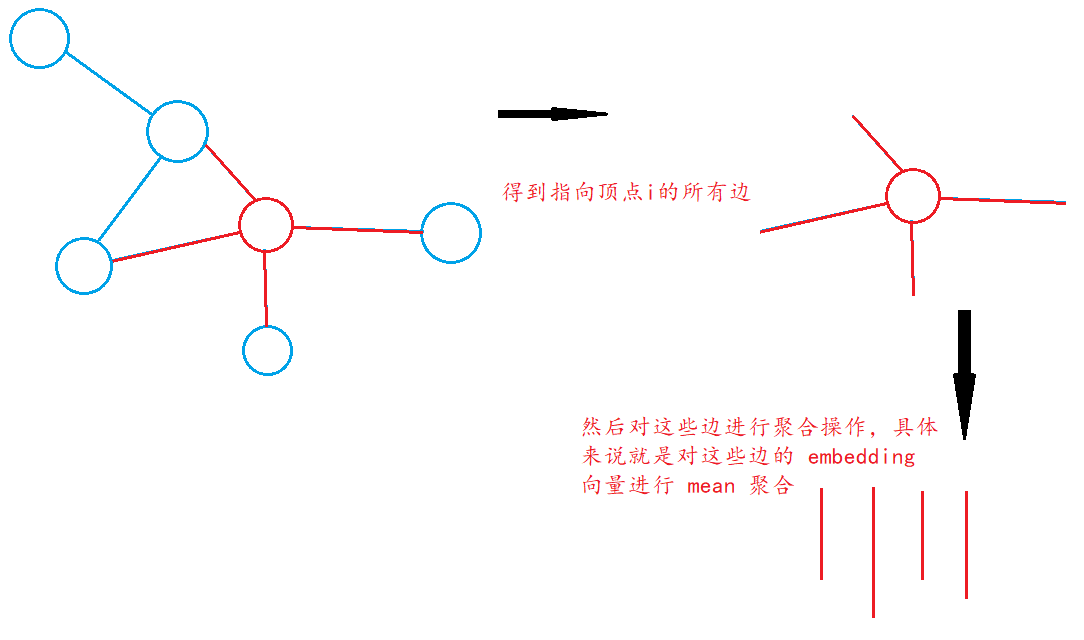 得到指向顶点i的所有边
然后对这些边进行聚合操作，具体
来说就是对这些边的 embedding
向量进行 mean 聚合